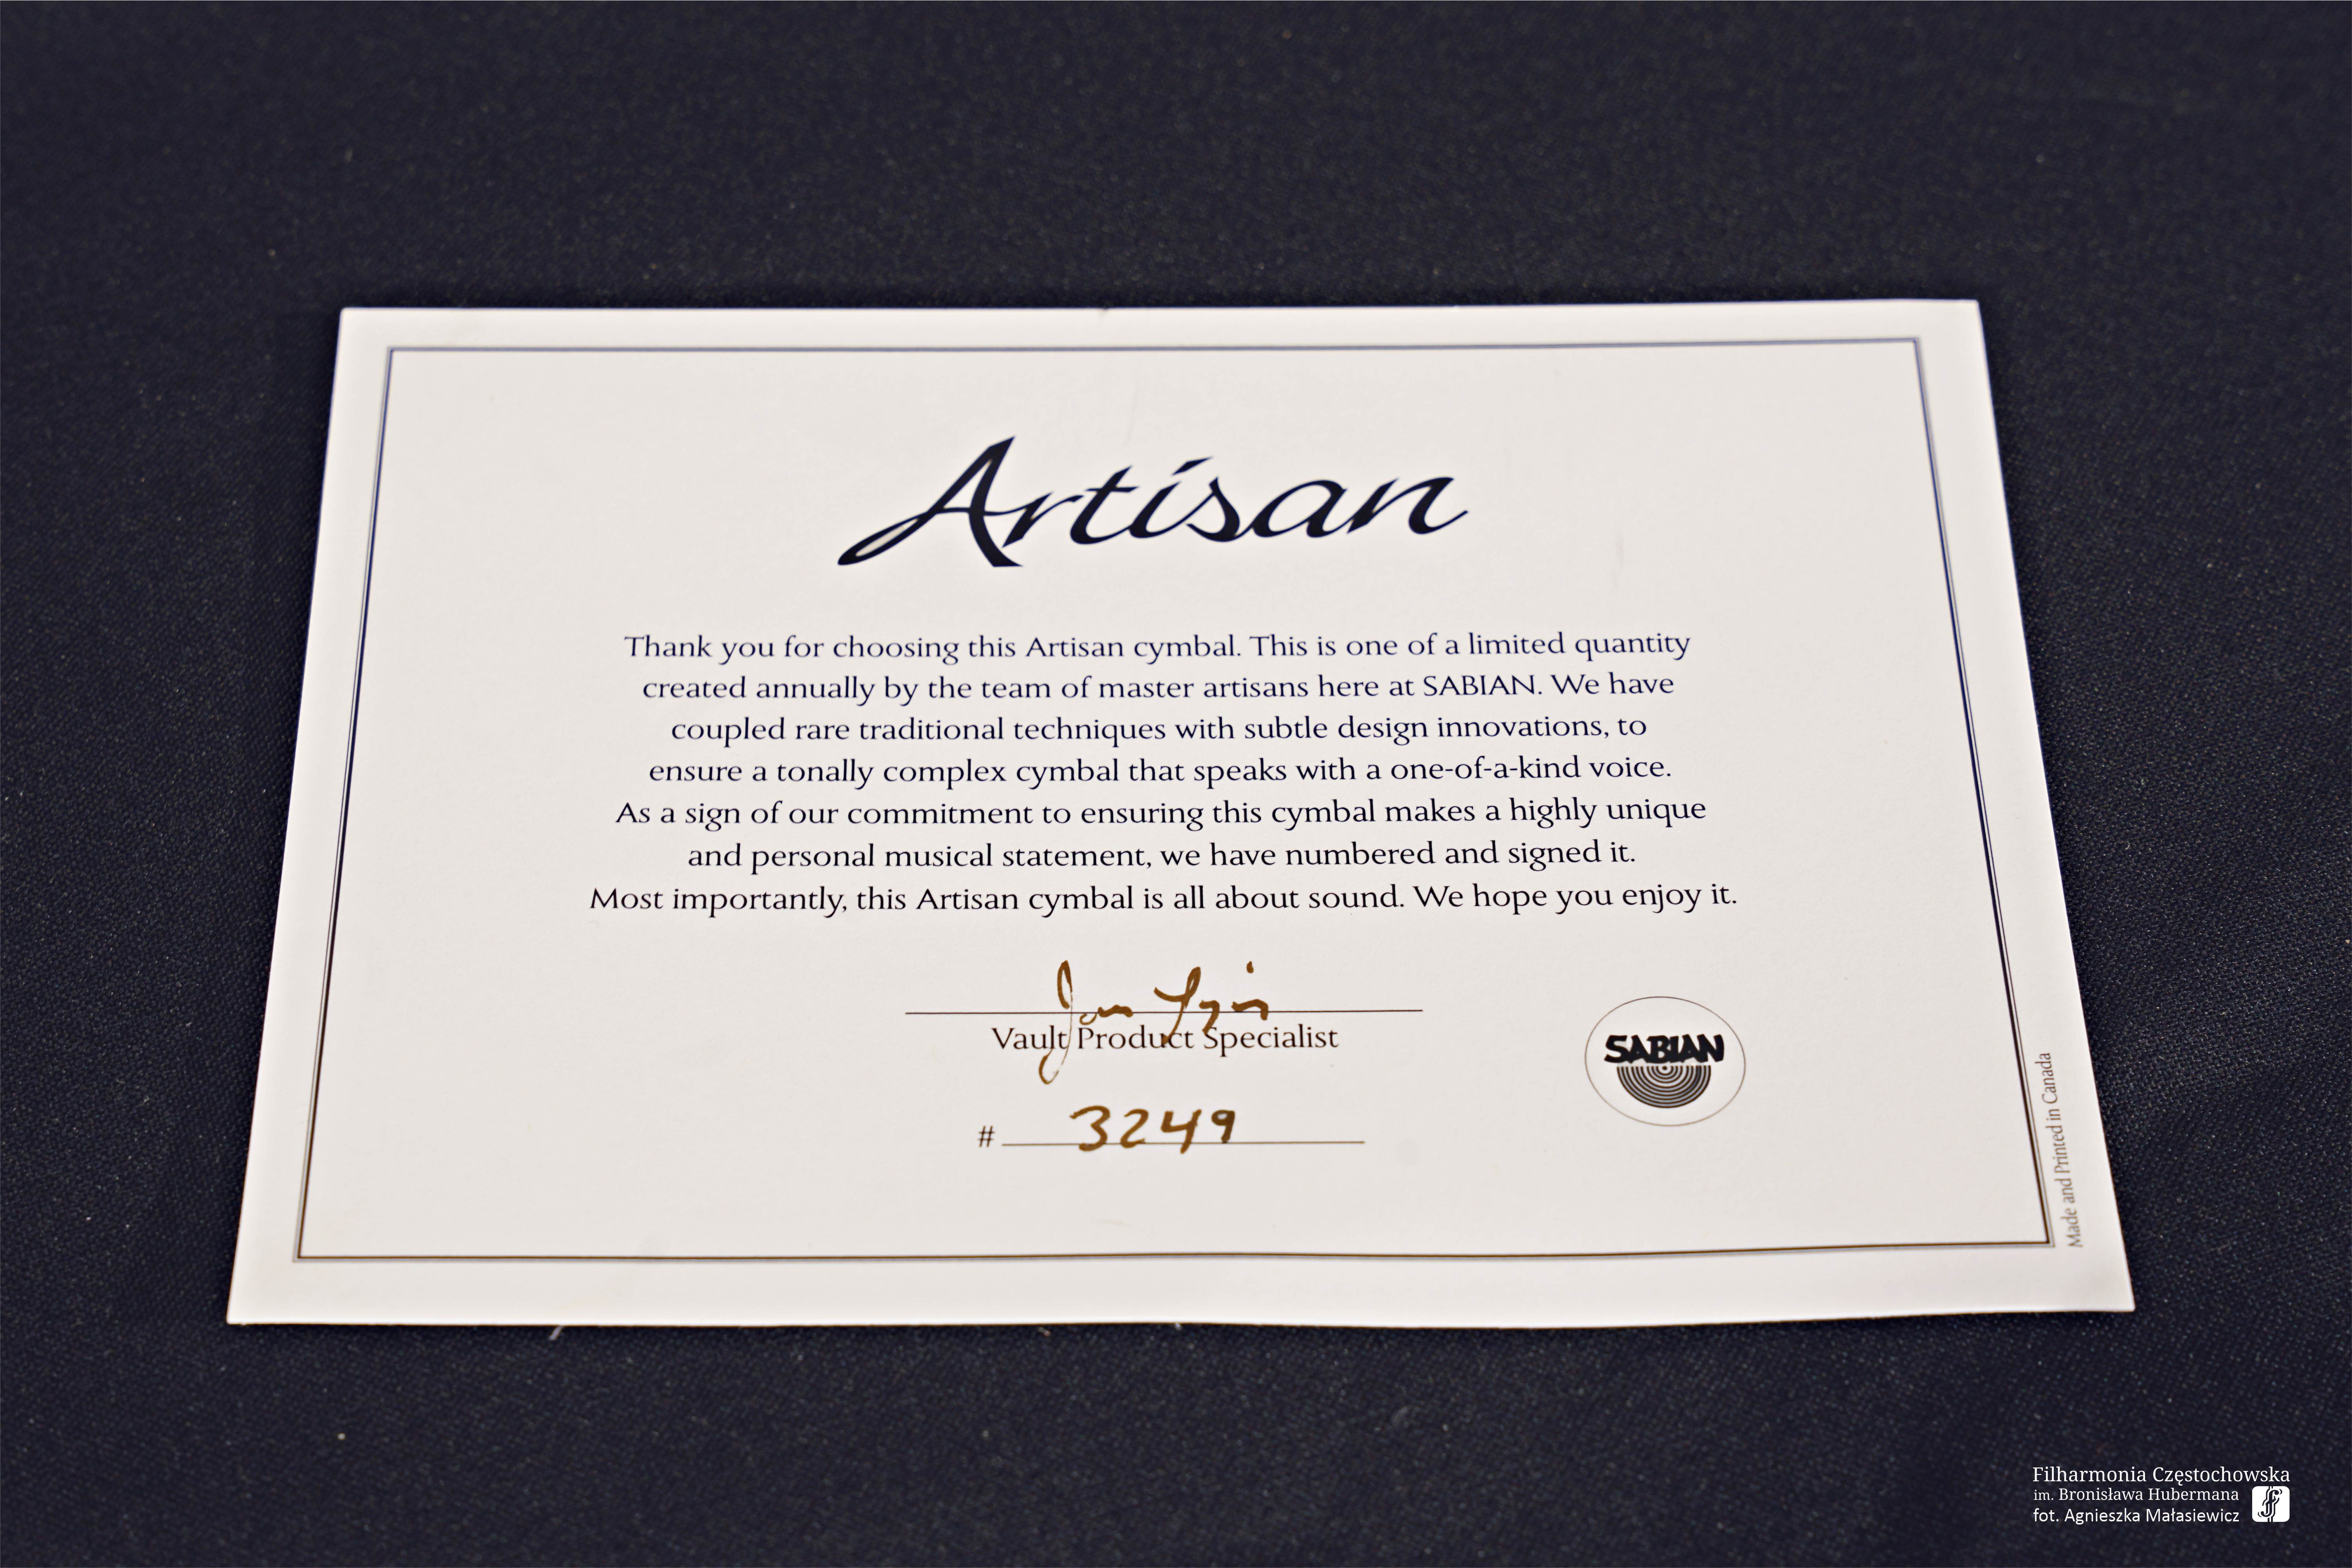 Artisan
Thank you for choosing this Artisan cymbal. This is one of a limited quantity
created annually by the team of master artisans here at SABIAN. We have
coupled rare traditional techniques with subtle design innovations, to
ensure a tonally complex cymbal that speaks with a one-of-a-kind voice.
As a sign of our commitment to ensuring this cymbal makes a highly unique
and personal musical statement, we have numbered and signed it.
Most importantly, this Artisan cymbal is all about sound. We hope you enjoy it.
Vault Product Specialist
# 3249
SABIAN
Made and Printed in Canada
Filharmonia Częstochowska
im. Bronisława Hubermana
fot. Agnieszka Małasiewicz